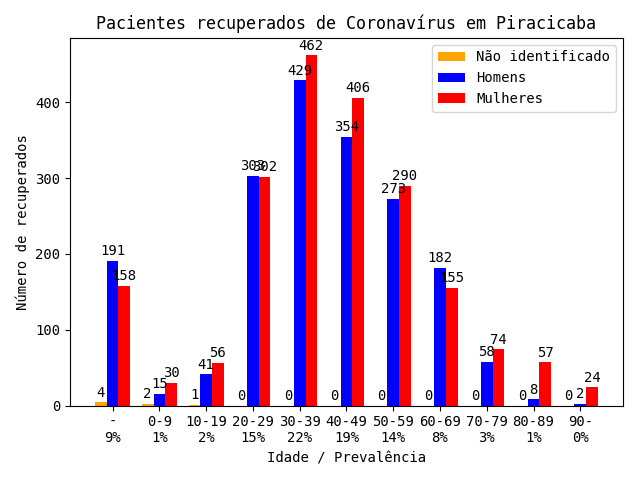 Pacientes recuperados de Coronavírus em Piracicaba
Não identificado
Homens
Mulheres
Número de recuperados
400
300
200
100
0
4 191 158
2 15 30
1 41 56
0 303 302
0 429 462
0 354 406
0 273 290
0 182 155
0 58 74
0 8 57
0 2 24
- 0-9 10-19 20-29 30-39 40-49 50-59 60-69 70-79 80-89 90-
9% 1% 2% 15% 22% 19% 14% 8% 3% 1% 0%
Idade / Prevalência